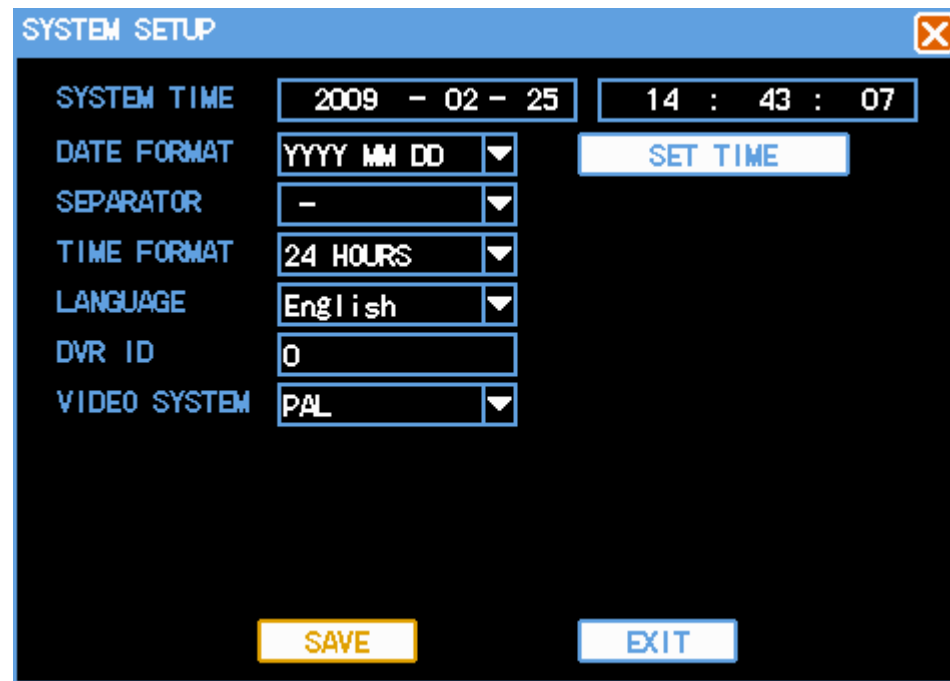 SYSTEM SETUP
SYSTEM TIME 2009 - 02 - 25 14 : 43 : 07
DATE FORMAT YYYY MM DD SET TIME
SEPARATOR -
TIME FORMAT 24 HOURS
LANGUAGE English
DVR ID 0
VIDEO SYSTEM PAL
SAVE EXIT